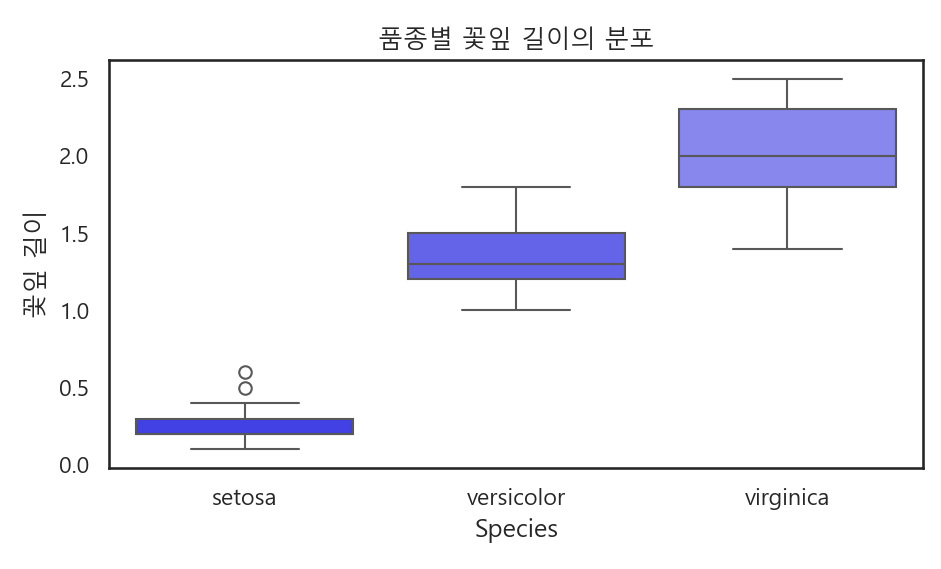 품종별 꽃잎 길이의 분포
꽃잎 길이
2.5
2.0
1.5
1.0
0.5
0.0
setosa
versicolor
virginica
Species